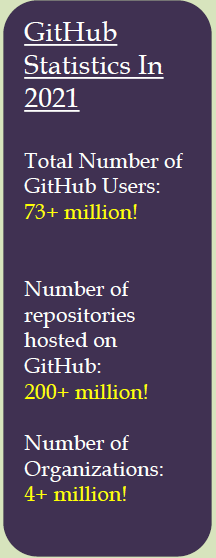 GitHub
Statistics In
2021
Total Number of
GitHub Users:
73+ million!
Number of
repositories
hosted on
GitHub:
200+ million!
Number of
Organizations:
4+ million!